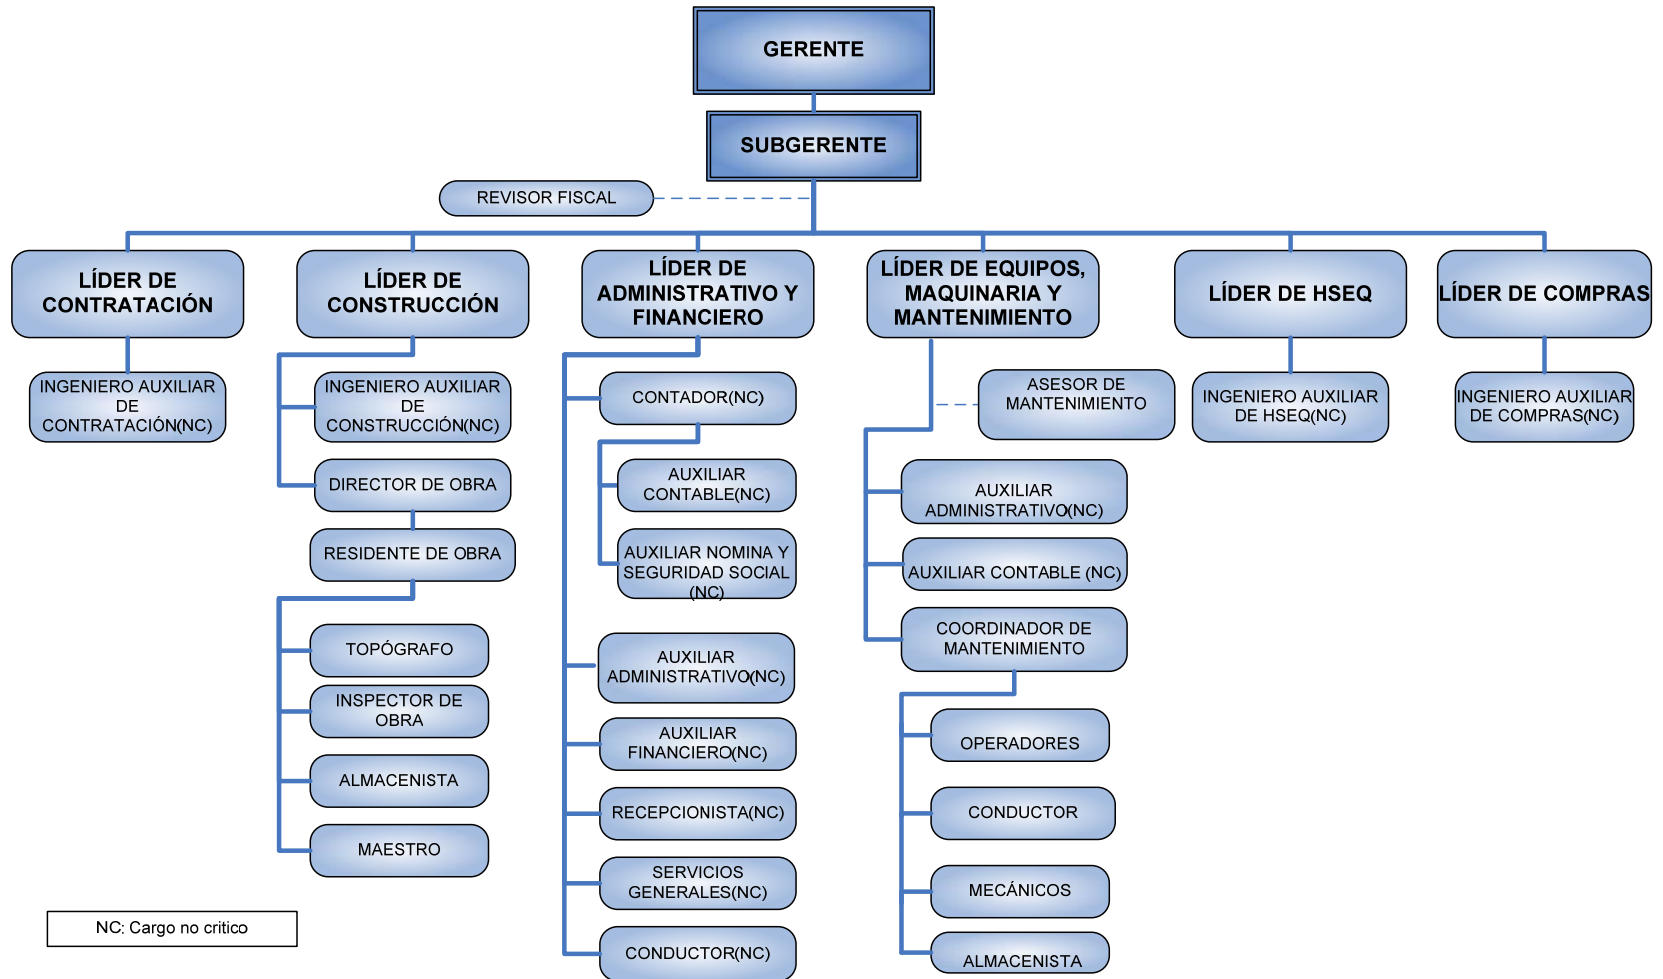 GERENTE
SUBGERENTE
REVISOR FISCAL
LÍDER DE
CONTRATACIÓN
LÍDER DE
CONSTRUCCIÓN
LÍDER DE
ADMINISTRATIVO Y
FINANCIERO
LÍDER DE EQUIPOS,
MAQUINARIA Y
MANTENIMIENTO
LÍDER DE HSEQ
LÍDER DE COMPRAS
INGENIERO AUXILIAR
DE
CONTRATACIÓN(NC)
INGENIERO AUXILIAR
DE
CONSTRUCCIÓN(NC)
DIRECTOR DE OBRA
RESIDENTE DE OBRA
TOPÓGRAFO
INSPECTOR DE
OBRA
ALMACENISTA
MAESTRO
CONTADOR(NC)
AUXILIAR
CONTABLE(NC)
AUXILIAR NOMINA Y
SEGURIDAD SOCIAL
(NC)
AUXILIAR
ADMINISTRATIVO(NC)
AUXILIAR
FINANCIERO(NC)
RECEPCIONISTA(NC)
SERVICIOS
GENERALES(NC)
CONDUCTOR(NC)
ASESOR DE
MANTENIMIENTO
AUXILIAR
ADMINISTRATIVO(NC)
AUXILIAR CONTABLE (NC)
COORDINADOR DE
MANTENIMIENTO
OPERADORES
CONDUCTOR
MECÁNICOS
ALMACENISTA
INGENIERO AUXILIAR
DE HSEQ(NC)
INGENIERO AUXILIAR
DE COMPRAS(NC)
NC: Cargo no critico